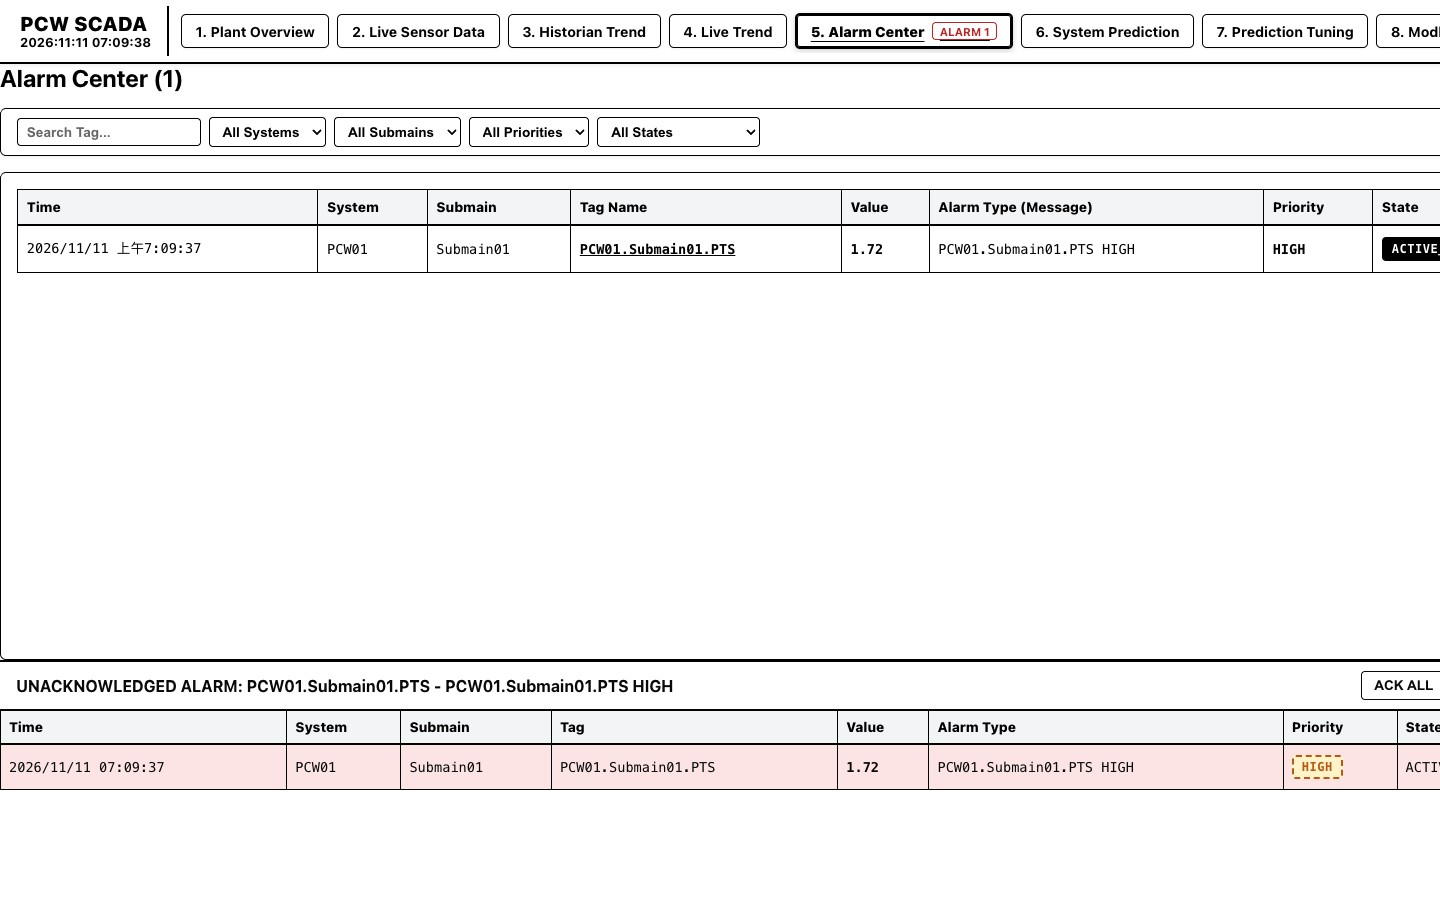 PCW SCADA
2026:11:11 07:09:38
1. Plant Overview
2. Live Sensor Data
3. Historian Trend
4. Live Trend
5. Alarm Center ALARM 1
6. System Prediction
7. Prediction Tuning
8. Mod
Alarm Center (1)
Search Tag... All Systems All Submains All Priorities All States
Time System Submain Tag Name Value Alarm Type (Message) Priority State
2026/11/11 上午7:09:37 PCW01 Submain01 PCW01.Submain01.PTS 1.72 PCW01.Submain01.PTS HIGH HIGH ACTIVE_
UNACKNOWLEDGED ALARM: PCW01.Submain01.PTS - PCW01.Submain01.PTS HIGH ACK ALL
Time System Submain Tag Value Alarm Type Priority State
2026/11/11 07:09:37 PCW01 Submain01 PCW01.Submain01.PTS 1.72 PCW01.Submain01.PTS HIGH HIGH ACTIV